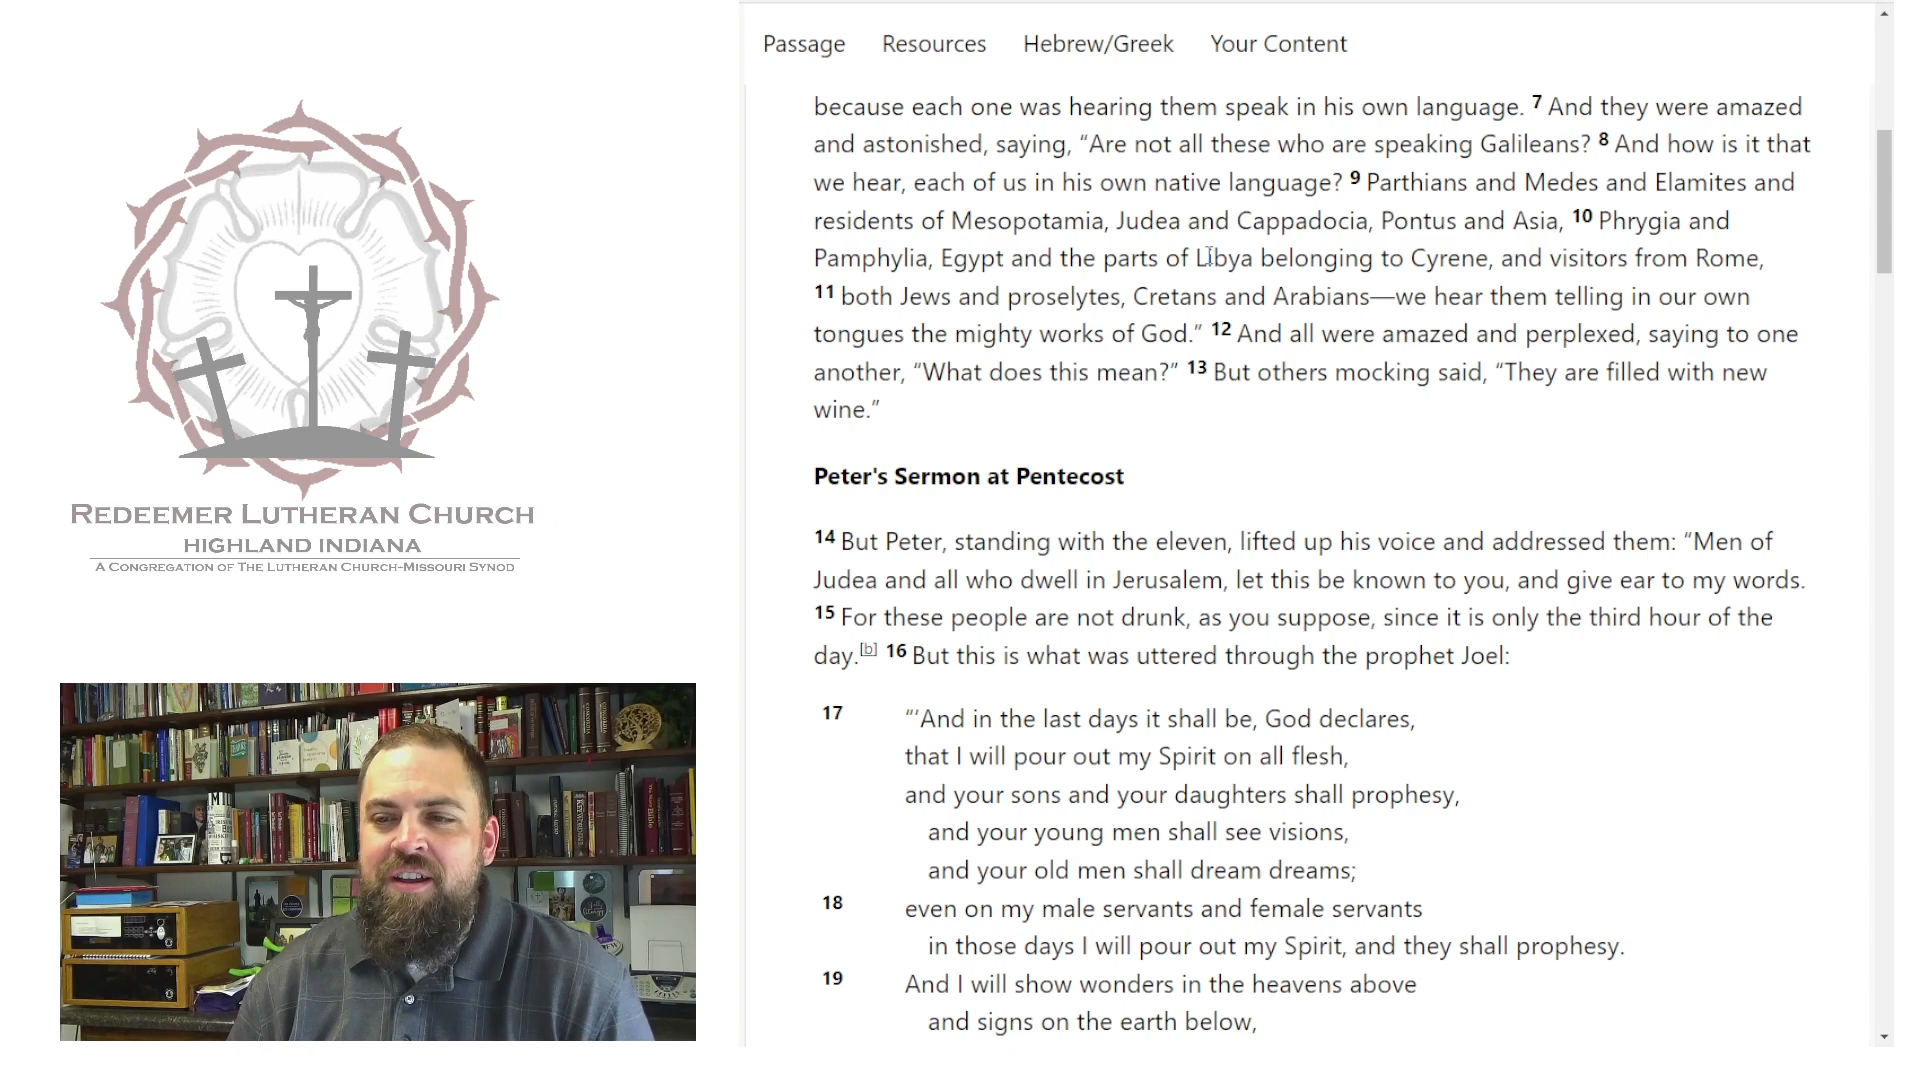 Passage Resources Hebrew/Greek Your Content
because each one was hearing them speak in his own language. 7 And they were amazed
and astonished, saying, “Are not all these who are speaking Galileans? 8 And how is it that
we hear, each of us in his own native language? 9 Parthians and Medes and Elamites and
residents of Mesopotamia, Judea and Cappadocia, Pontus and Asia, 10 Phrygia and
Pamphylia, Egypt and the parts of Libya belonging to Cyrene, and visitors from Rome,
11 both Jews and proselytes, Cretans and Arabians—we hear them telling in our own
tongues the mighty works of God.” 12 And all were amazed and perplexed, saying to one
another, “What does this mean?” 13 But others mocking said, “They are filled with new
wine.”
Peter's Sermon at Pentecost
14 But Peter, standing with the eleven, lifted up his voice and addressed them: “Men of
Judea and all who dwell in Jerusalem, let this be known to you, and give ear to my words.
15 For these people are not drunk, as you suppose, since it is only the third hour of the
day.[b] 16 But this is what was uttered through the prophet Joel:
17 “‘And in the last days it shall be, God declares,
that I will pour out my Spirit on all flesh,
and your sons and your daughters shall prophesy,
and your young men shall see visions,
and your old men shall dream dreams;
18 even on my male servants and female servants
in those days I will pour out my Spirit, and they shall prophesy.
19 And I will show wonders in the heavens above
and signs on the earth below,
REDEEMER LUTHERAN CHURCH
HIGHLAND INDIANA
A CONGREGATION OF THE LUTHERAN CHURCH-MISSOURI SYNOD